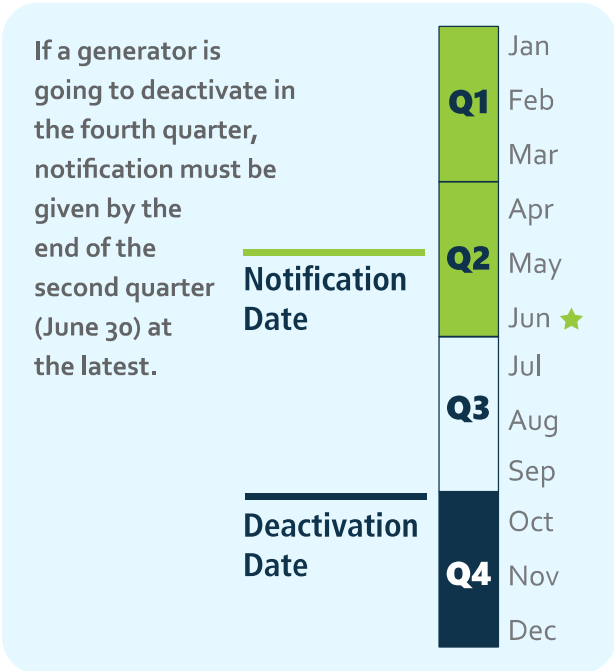 If a generator is
going to deactivate in
the fourth quarter,
notification must be
given by the
end of the
second quarter
(June 30) at
the latest.
Notification
Date
Deactivation
Date
Q1
Jan
Feb
Mar
Q2
Apr
May
Jun
Q3
Jul
Aug
Sep
Q4
Oct
Nov
Dec